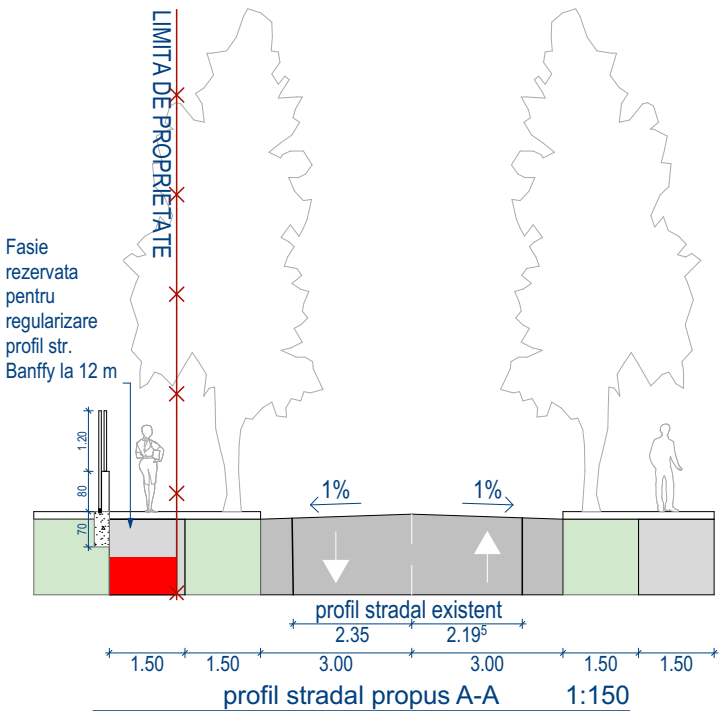 LIMITA DE PROPRIETATE
Fasie
rezervata
pentru
regularizare
profil str.
Banffy la 12 m
1.20
80
70
1%
1%
profil stradal existent
2.35
2.19⁵
1.50
1.50
3.00
3.00
1.50
1.50
profil stradal propus A-A
1:150